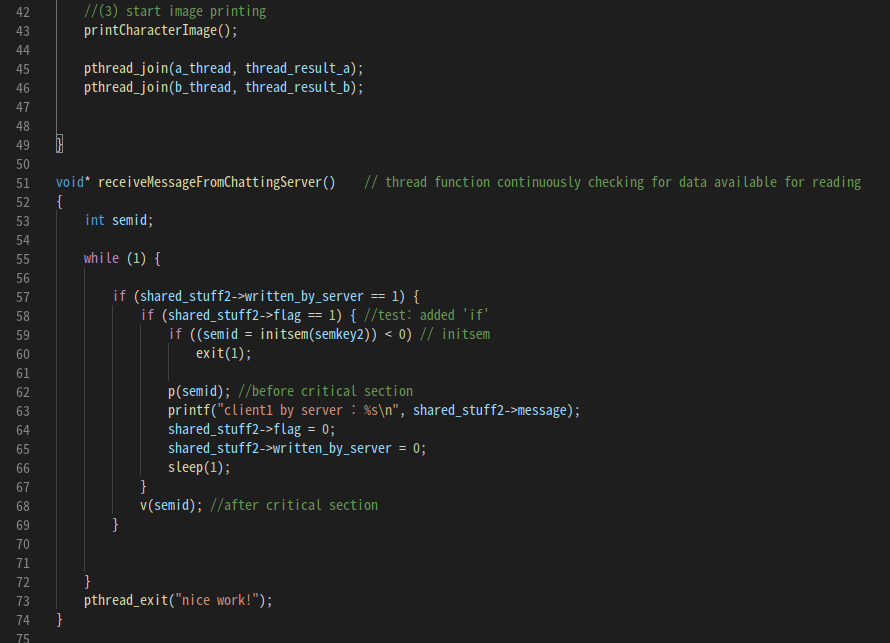 42 //(3) start image printing
43 printCharacterImage();
44
45 pthread_join(a_thread, thread_result_a);
46 pthread_join(b_thread, thread_result_b);
47
48
49 }
50
51 void* receiveMessageFromChattingServer() // thread function continuously checking for data available for reading
52 {
53 int semid;
54
55 while (1) {
56
57 if (shared_stuff2->written_by_server == 1) {
58 if (shared_stuff2->flag == 1) { //test: added 'if'
59 if ((semid = initsem(semkey2)) < 0) // initsem
60 exit(1);
61
62 p(semid); //before critical section
63 printf("client1 by server : %s\n", shared_stuff2->message);
64 shared_stuff2->flag = 0;
65 shared_stuff2->written_by_server = 0;
66 sleep(1);
67 }
68 v(semid); //after critical section
69 }
70
71
72 }
73 pthread_exit("nice work!");
74 }
75